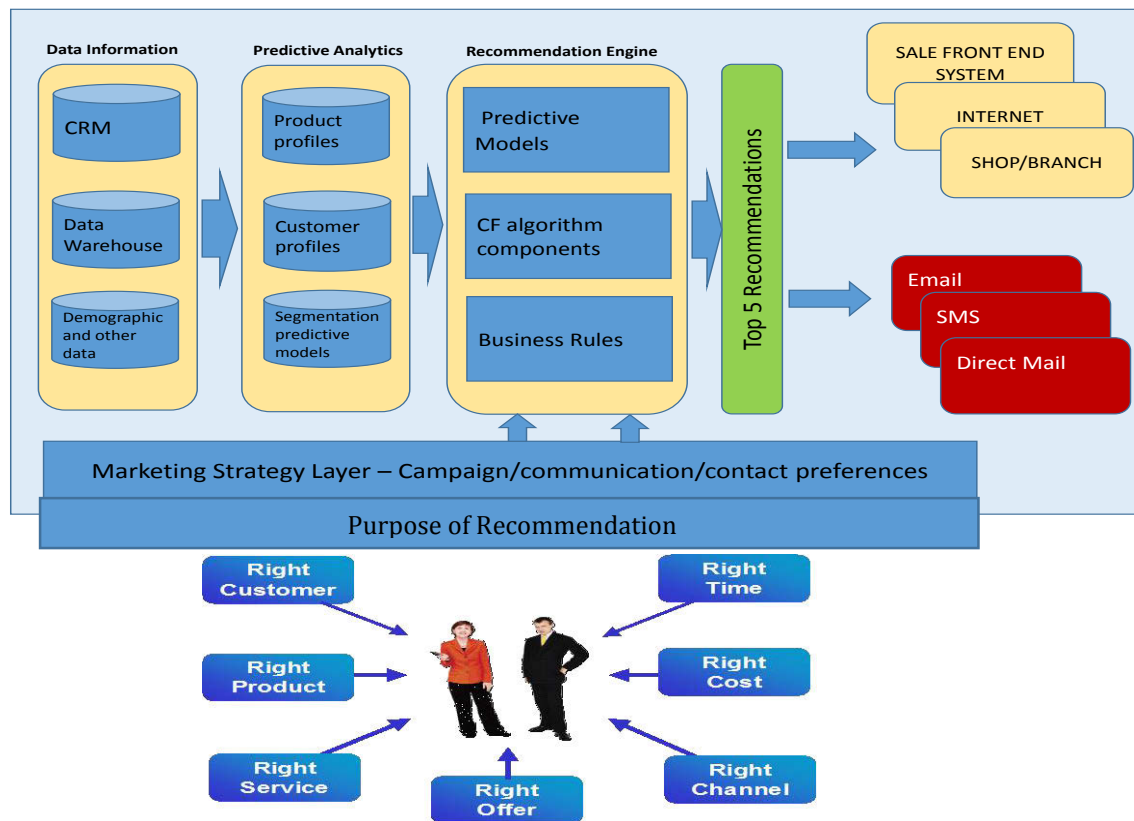 Data Information
Predictive Analytics
Recommendation Engine
CRM
Data
Warehouse
Demographic
and other
data
Product
profiles
Customer
profiles
Segmentation
predictive
models
Predictive
Models
CF algorithm
components
Business Rules
Top 5 Recommendations
SALE FRONT END
SYSTEM
INTERNET
SHOP/BRANCH
Email
SMS
Direct Mail
Marketing Strategy Layer – Campaign/communication/contact preferences
Purpose of Recommendation
Right
Customer
Right
Time
Right
Product
Right
Cost
Right
Service
Right
Offer
Right
Channel